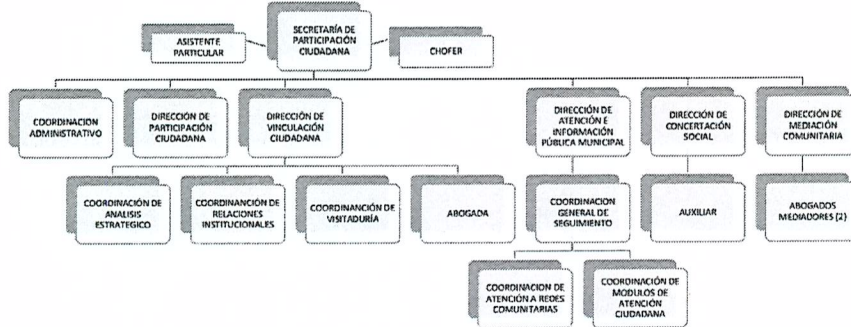 SECRETARÍA DE
PARTICIPACIÓN
CIUDADANA
ASISTENTE
PARTICULAR
CHOFER
COORDINACION
ADMINISTRATIVO
DIRECCIÓN DE
PARTICIPACIÓN
CIUDADANA
DIRECCIÓN DE
VINCULACIÓN
CIUDADANA
DIRECCIÓN DE
ATENCIÓN E
INFORMACIÓN
PÚBLICA MUNICIPAL
DIRECCIÓN DE
CONCERTACIÓN
SOCIAL
DIRECCIÓN DE
MEDIACIÓN
COMUNITARIA
COORDINACIÓN DE
ANALISIS
ESTRATEGICO
COORDINANCIÓN DE
RELACIONES
INSTITUCIONALES
COORDINANCIÓN DE
VISITADURÍA
ABOGADA
COORDINACION
GENERAL DE
SEGUIMIENTO
AUXILIAR
ABOGADOS
MEDIADORES (2)
COORDINACION DE
ATENCIÓN A REDES
COMUNITARIAS
COORDINACIÓN DE
MODULOS DE
ATENCIÓN
CIUDADANA